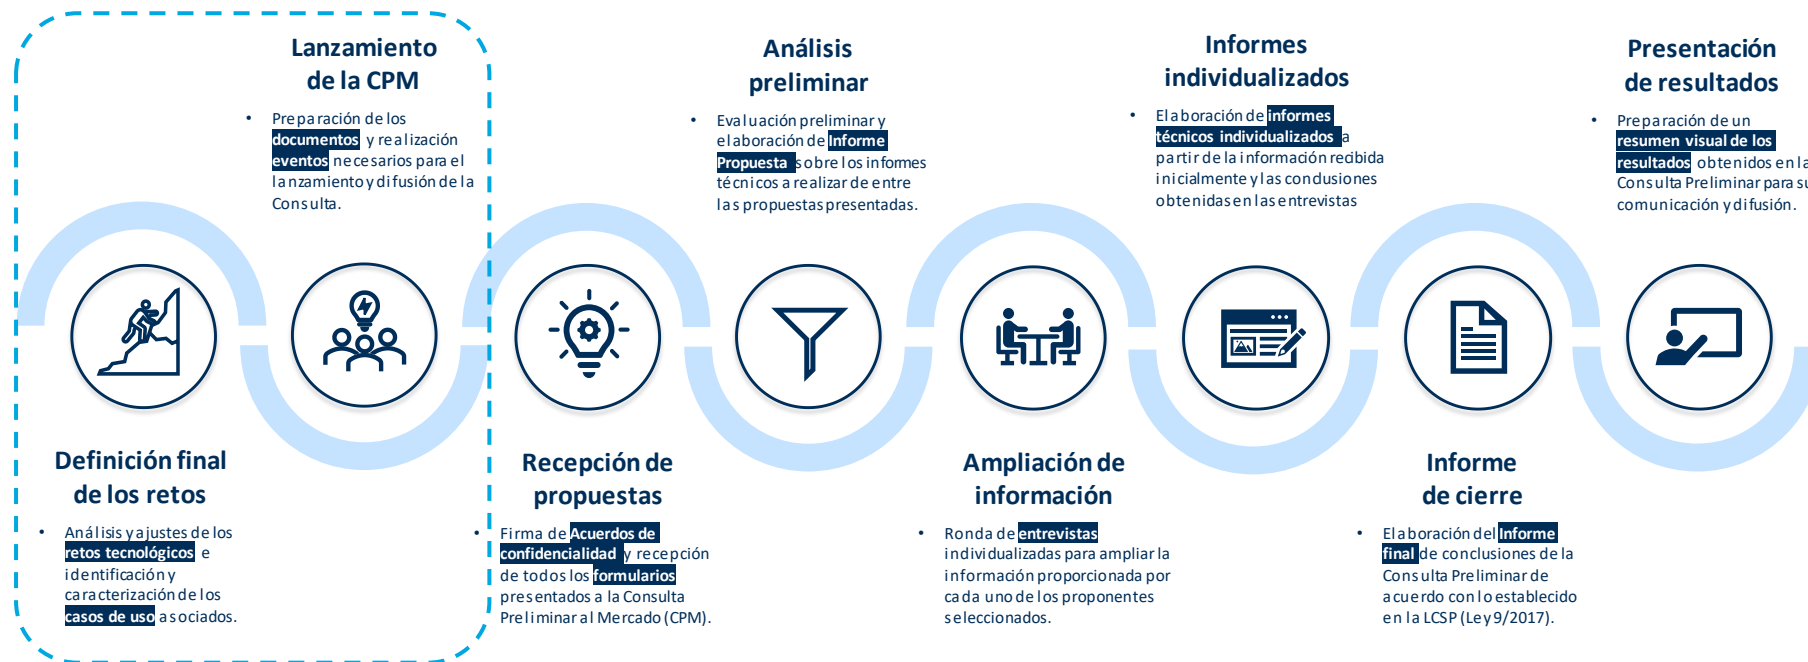 Lanzamiento
de la CPM
• Preparación de los
documentos y realización
eventos necesarios para el
lanzamiento y difusión de la
Consulta.
Análisis
preliminar
• Evaluación preliminar y
elaboración de Informe
Propuesta sobre los informes
técnicos a realizar de entre
las propuestas presentadas.
Informes
individualizados
• Elaboración de informes
técnicos individualizados a
partir de la información recibida
inicialmente y las conclusiones
obtenidas en las entrevistas
Presentación
de resultados
• Preparación de un
resumen visual de los
resultados obtenidos en la
Consulta Preliminar para su
comunicación y difusión.
Definición final
de los retos
• Análisis y ajustes de los
retos tecnológicos e
identificación y
caracterización de los
casos de uso asociados.
Recepción de
propuestas
• Firma de Acuerdos de
confidencialidad y recepción
de todos los formularios
presentados a la Consulta
Preliminar al Mercado (CPM).
Ampliación de
información
• Ronda de entrevistas
individualizadas para ampliar la
información proporcionada por
cada uno de los proponentes
seleccionados.
Informe
de cierre
• Elaboración del Informe
final de conclusiones de la
Consulta Preliminar de
acuerdo con lo establecido
en la LCSP (Ley 9/2017).